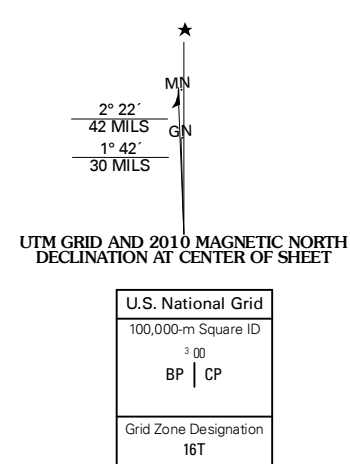 MN
2° 22´
42 MILS
GN
1° 42´
30 MILS
UTM GRID AND 2010 MAGNETIC NORTH
DECLINATION AT CENTER OF SHEET
U.S. National Grid
100,000-m Square ID
3 00
BP CP
Grid Zone Designation
16T